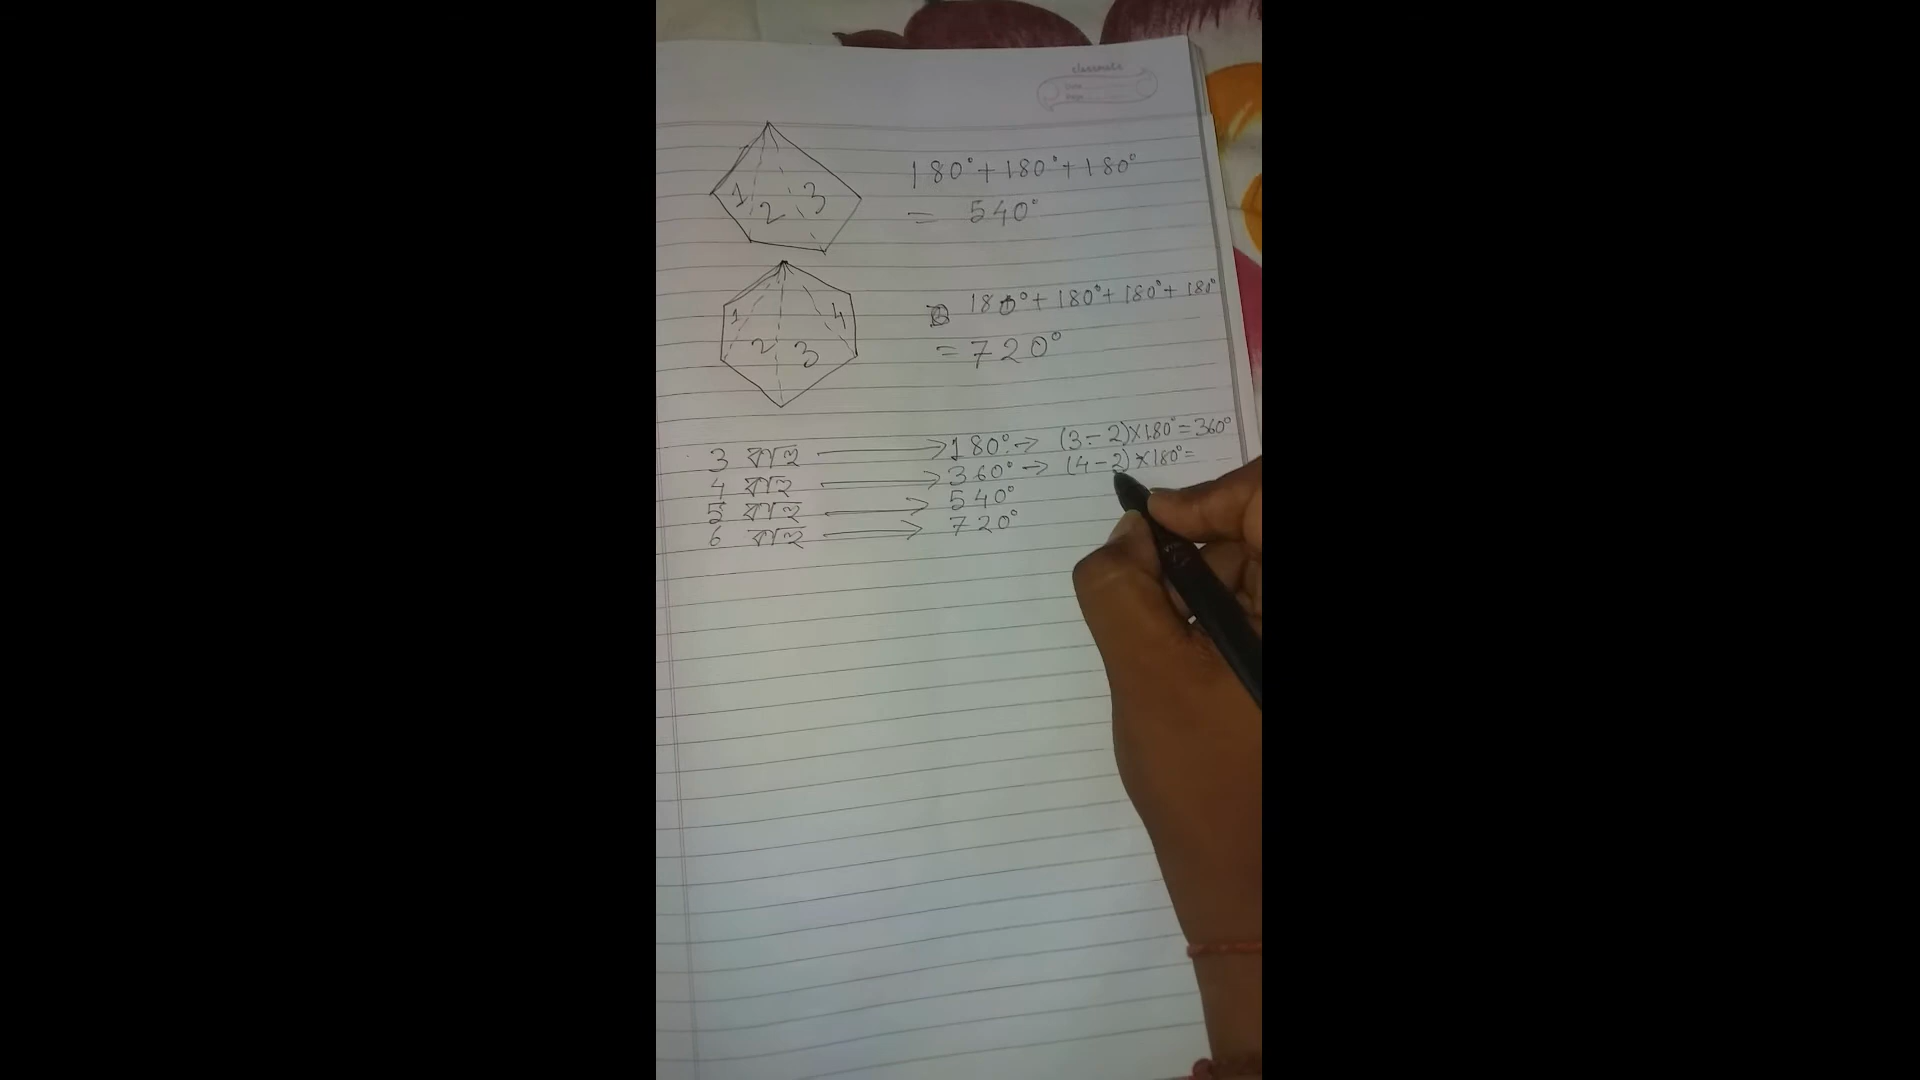 classmate
1 2 3
180° + 180° + 180°
= 540°
1 2 3 4
180° + 180° + 180° + 180°
= 720°
3 বাহু → 180° → (3-2)×180° = 360°
4 বাহু → 360° → (4-2)×180° =
5 বাহু → 540°
6 বাহু → 720°